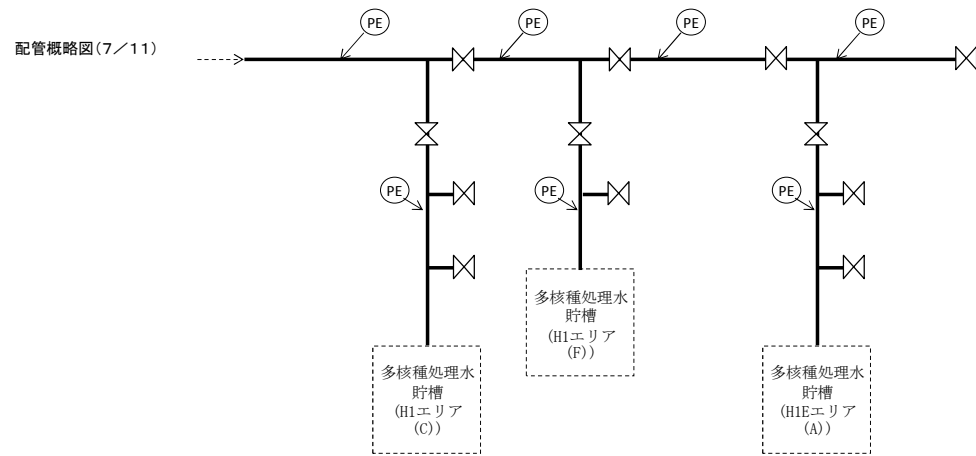 配管概略図(7/11)
PE
PE
PE
PE
PE
PE
PE
多核種処理水
貯槽
(H1エリア
(C))
多核種処理水
貯槽
(H1エリア
(F))
多核種処理水
貯槽
(H1Eエリア
(A))